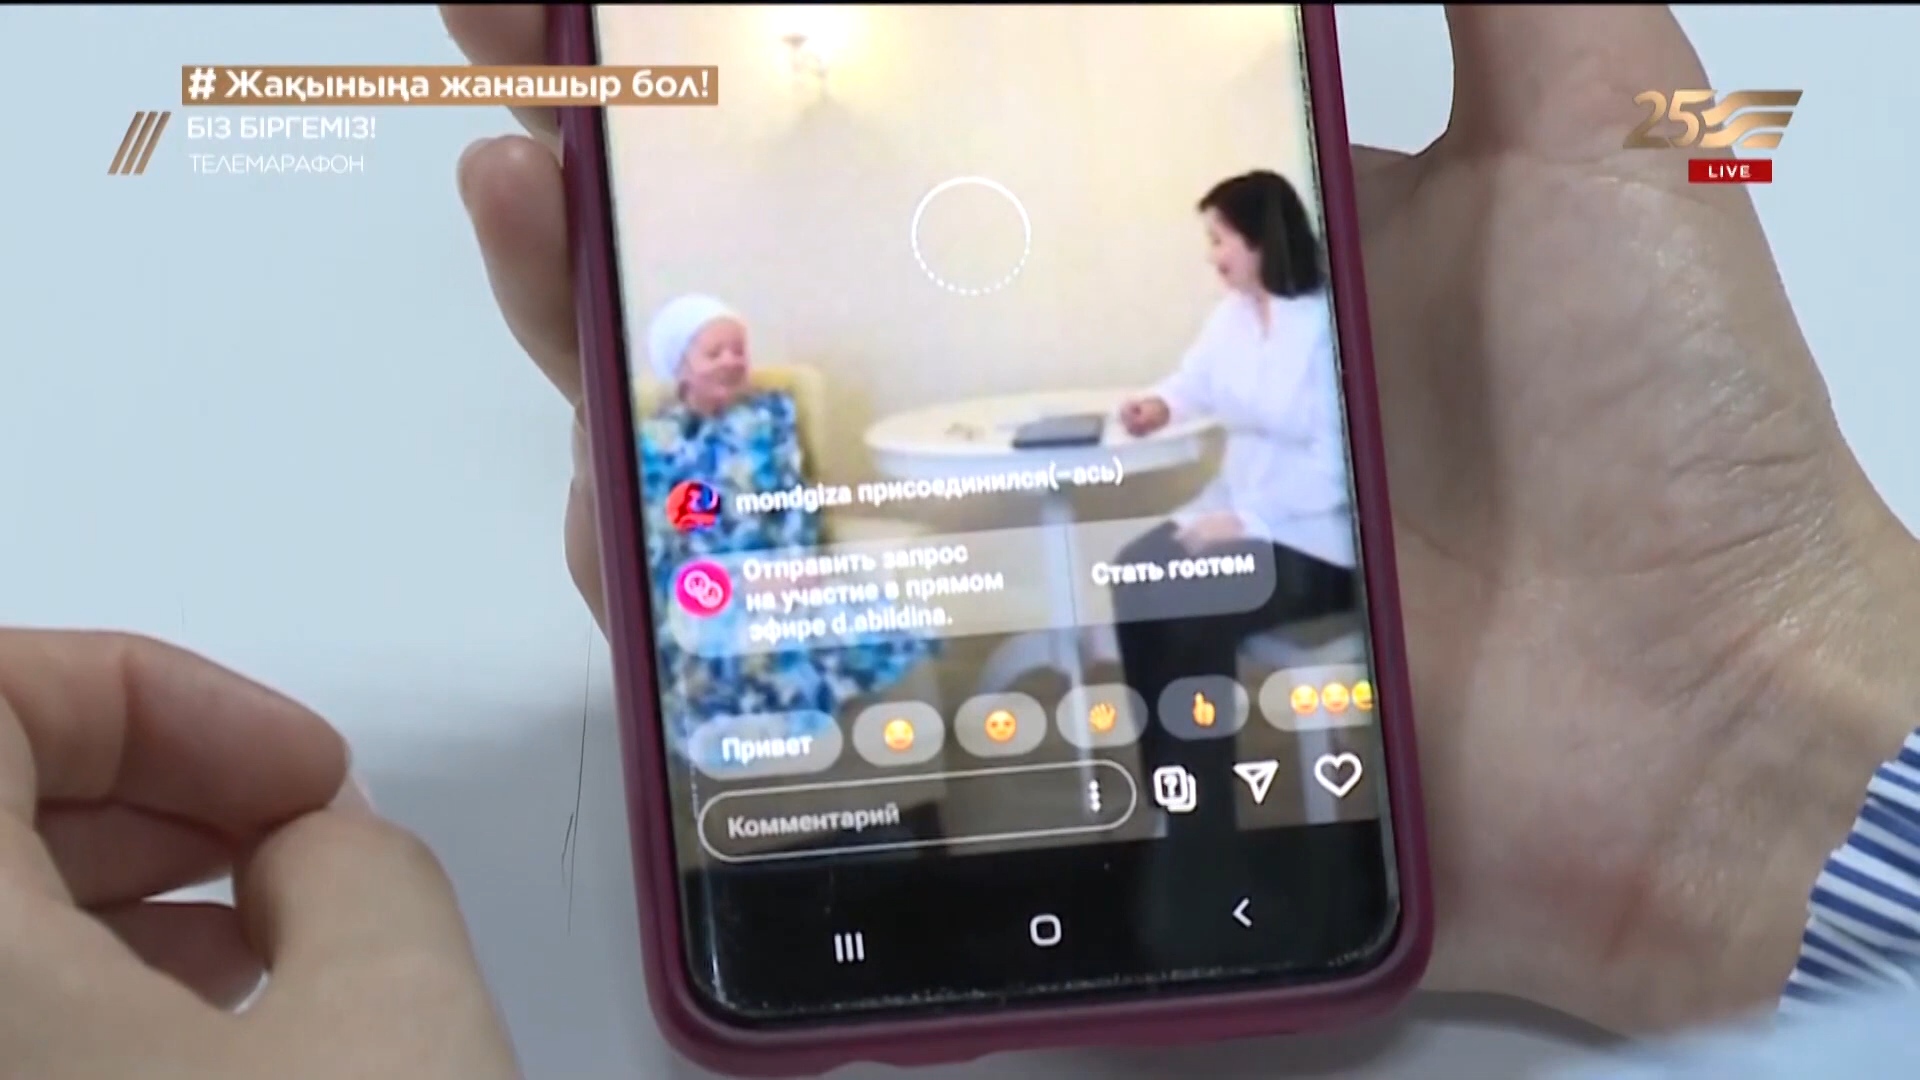 # Жақыныңа жанашыр бол!
БІЗ БІРГЕМІЗ!
ТЕЛЕМАРАФОН
25
LIVE
mondgiza присоединился(-ась)
Отправить запрос
на участие в прямом
эфире d.abildina.
Стать гостем
Привет
Комментарий